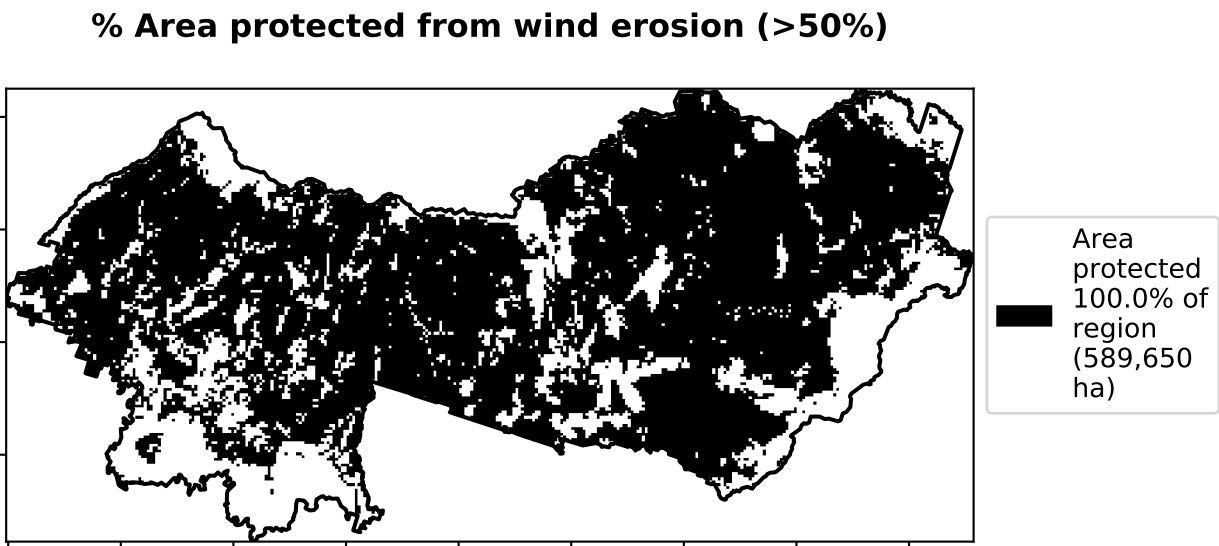 % Area protected from wind erosion (>50%)
Area
protected
100.0% of
region
(589,650
ha)